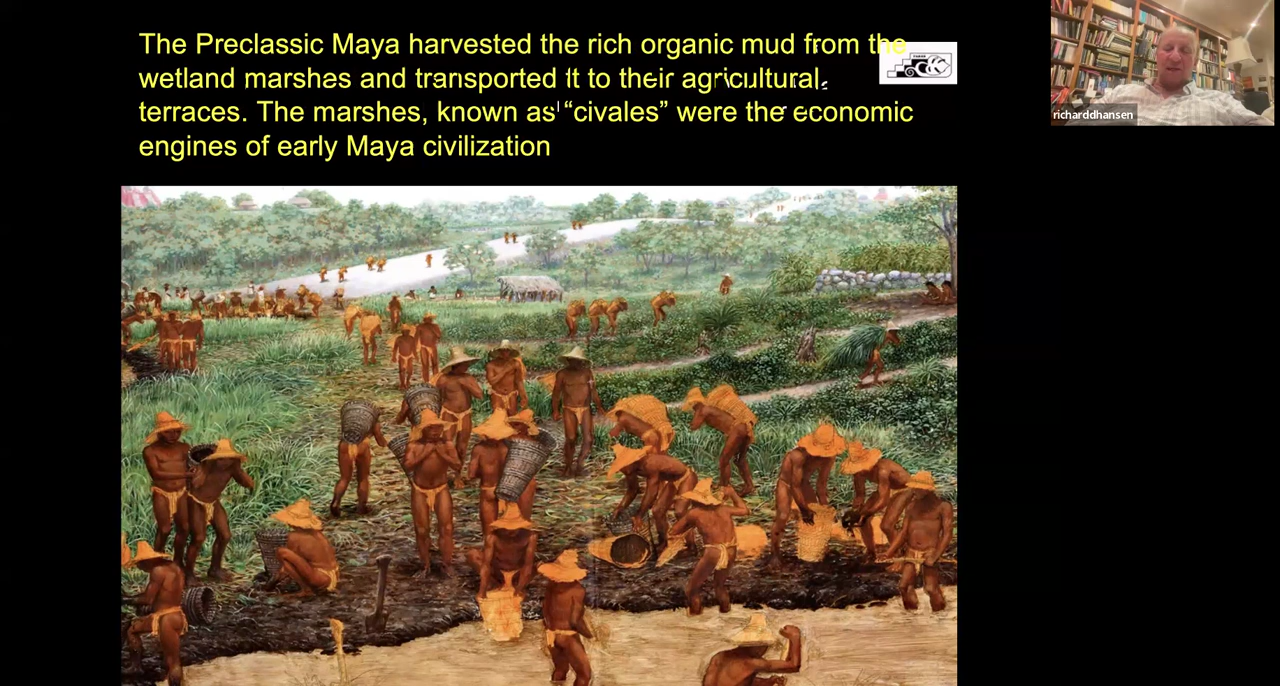 The Preclassic Maya harvested the rich organic mud from the
wetland marshes and transported it to their agricultural
terraces. The marshes, known as “civales” were the economic
engines of early Maya civilization
richarddhansen